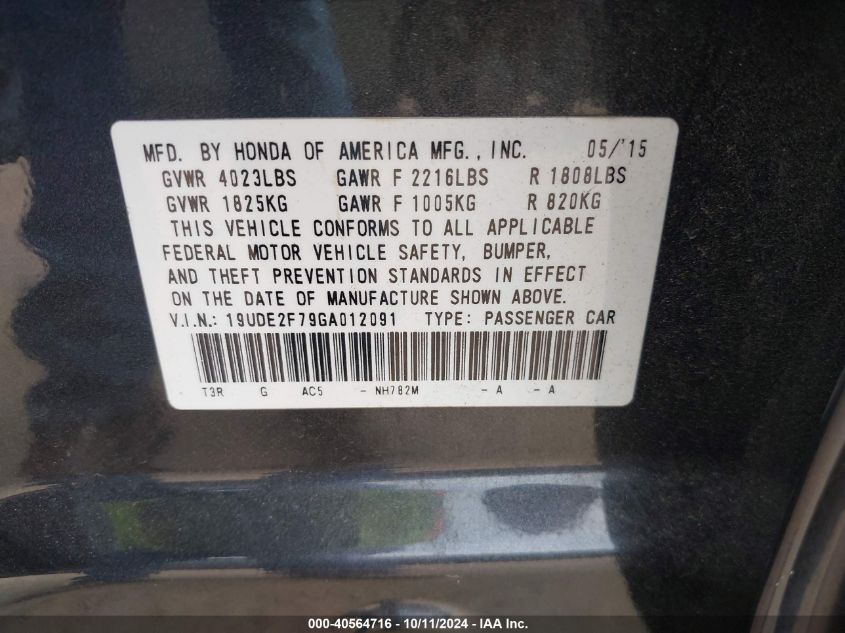 MFD. BY HONDA OF AMERICA MFG., INC. 05/'15
GVWR 4023LBS GAWR F 2216LBS R 1808LBS
GVWR 1825KG GAWR F 1005KG R 820KG
THIS VEHICLE CONFORMS TO ALL APPLICABLE
FEDERAL MOTOR VEHICLE SAFETY, BUMPER,
AND THEFT PREVENTION STANDARDS IN EFFECT
ON THE DATE OF MANUFACTURE SHOWN ABOVE.
V.I.N.: 19UDE2F79GA012091 TYPE: PASSENGER CAR
T3R G AC5 - NH782M - A - A
000-40564716 - 10/11/2024 - IAA Inc.